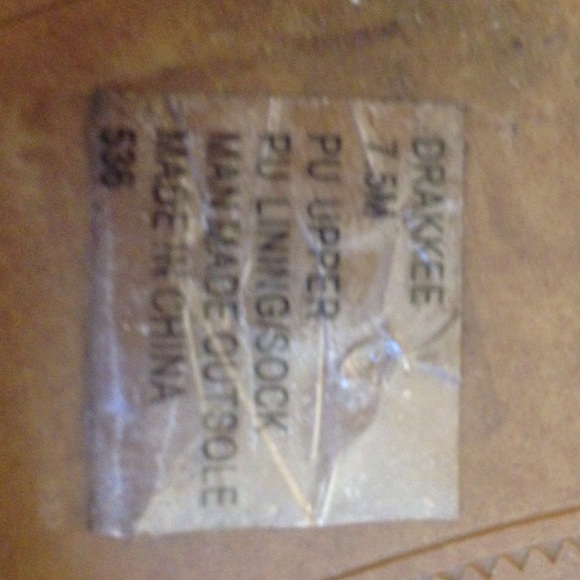 DRAKKEE
7.5M
PU UPPER
PU LINING/SOCK
MAN MADE OUTSOLE
MADE IN CHINA
536